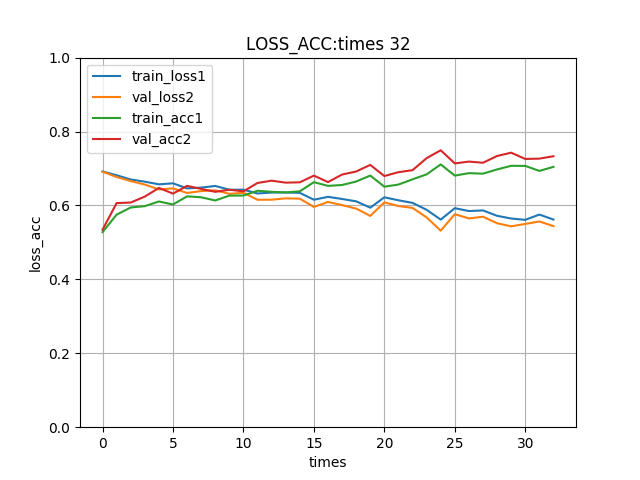 LOSS_ACC:times 32
1.0
0.8
0.6
0.4
0.2
0.0
loss_acc
train_loss1
val_loss2
train_acc1
val_acc2
0 5 10 15 20 25 30
times